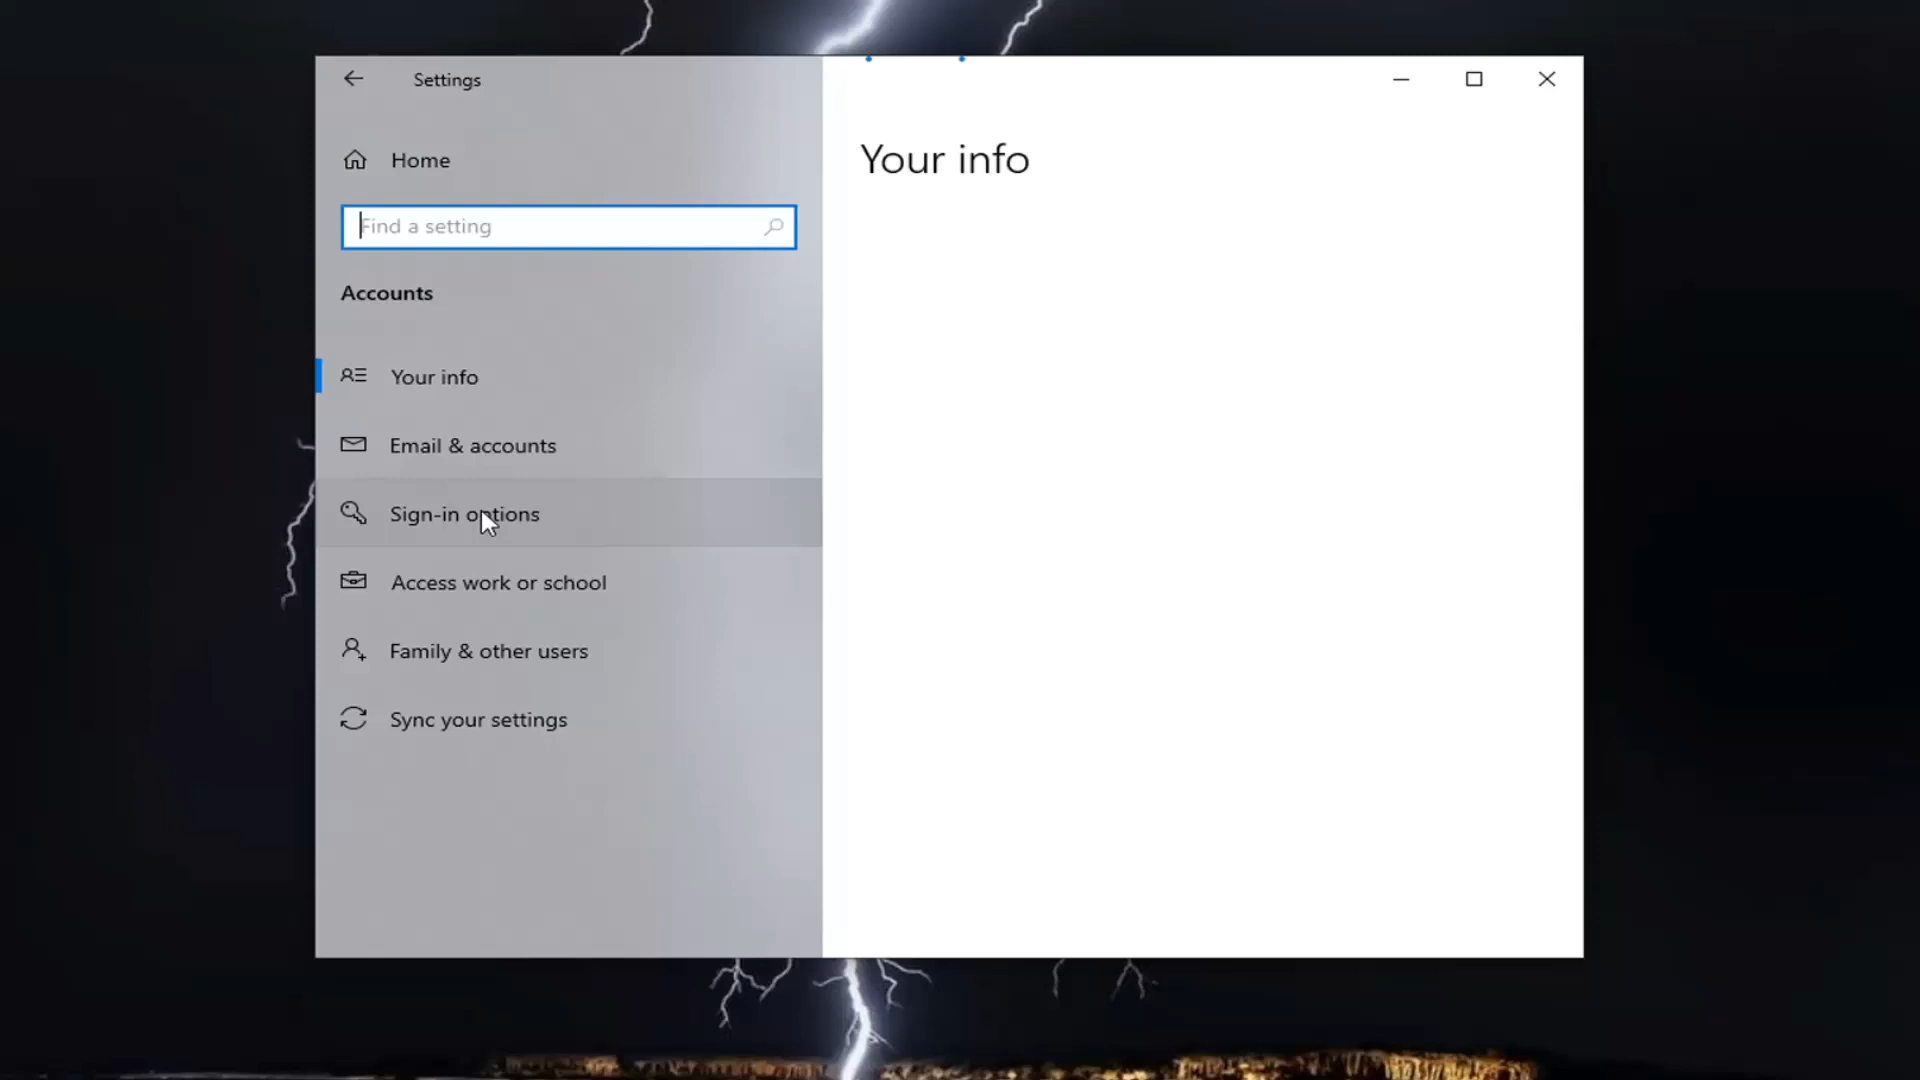 Settings
Home
Find a setting
Accounts
Your info
Email & accounts
Sign-in options
Access work or school
Family & other users
Sync your settings
Your info